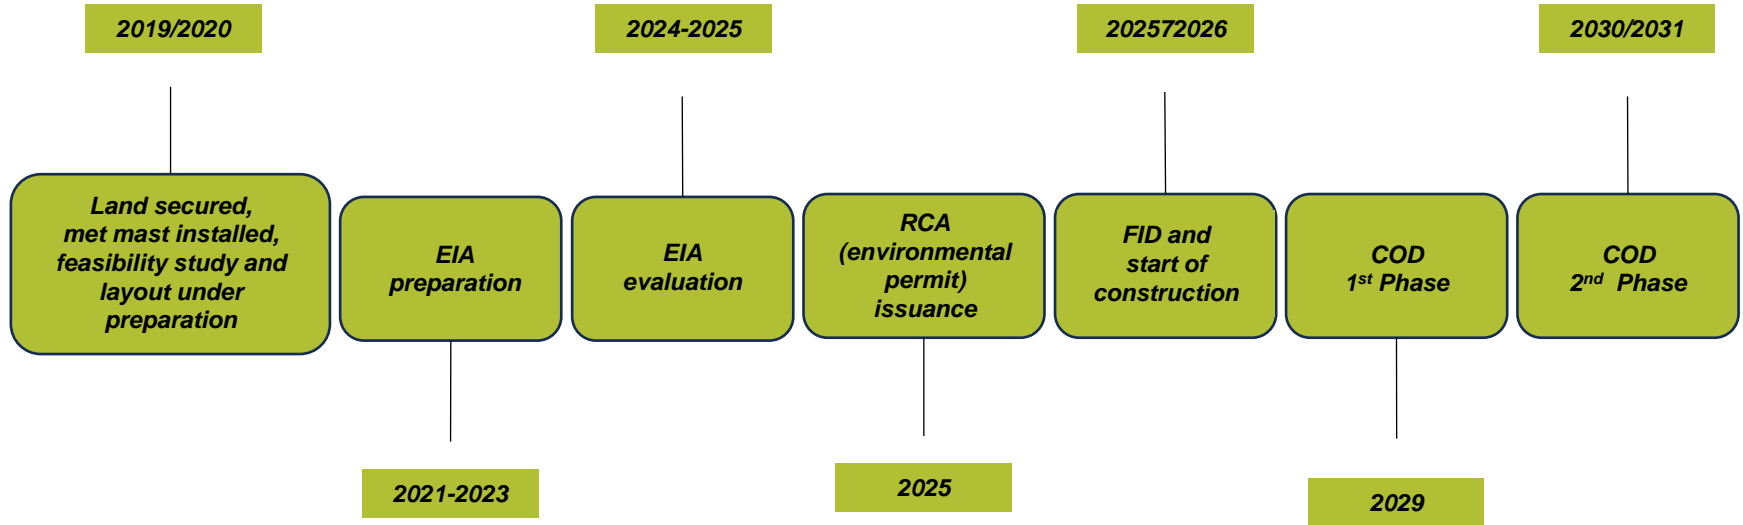 2019/2020
2024-2025
202572026
2030/2031
Land secured,
met mast installed,
feasibility study and
layout under
preparation
EIA
preparation
EIA
evaluation
RCA
(environmental
permit)
issuance
FID and
start of
construction
COD
1st Phase
COD
2nd Phase
2021-2023
2025
2029